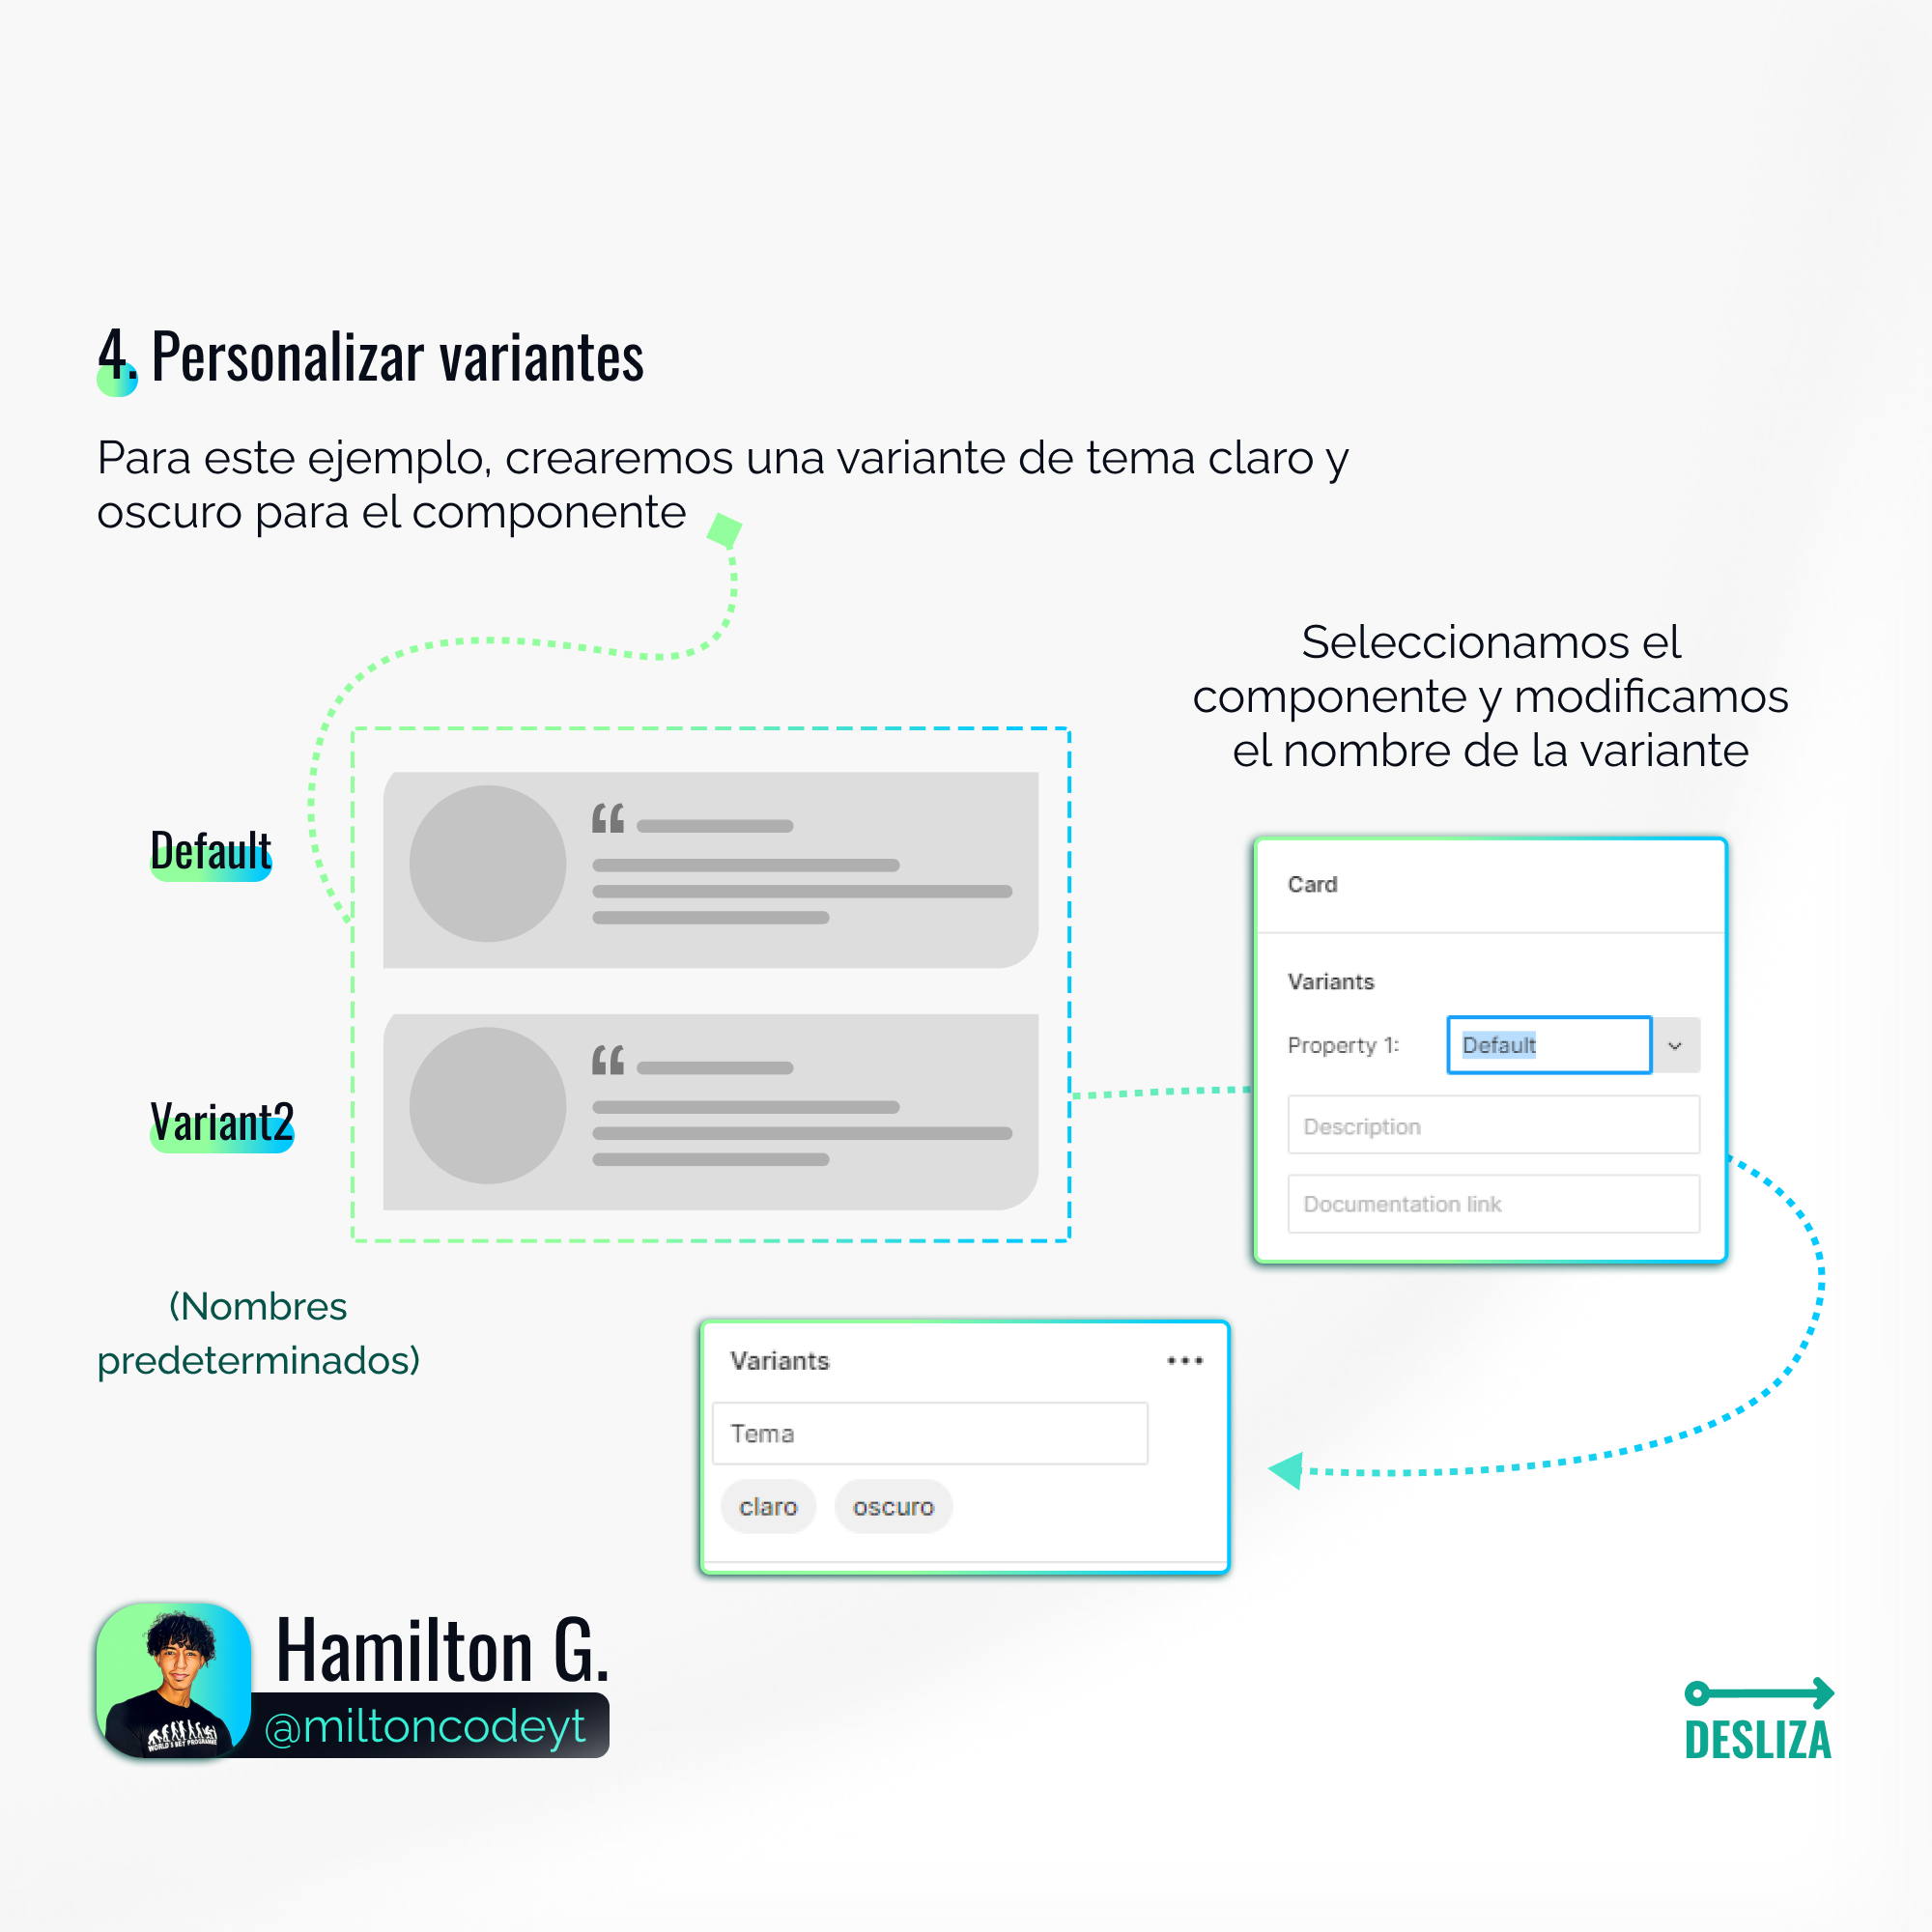 4. Personalizar variantes
Para este ejemplo, crearemos una variante de tema claro y
oscuro para el componente
Seleccionamos el
componente y modificamos
el nombre de la variante
Default
Variant2
(Nombres
predeterminados)
Card
Variants
Property 1:
Default
Description
Documentation link
Variants
Tema
claro
oscuro
Hamilton G.
@miltoncodeyt
DESLIZA